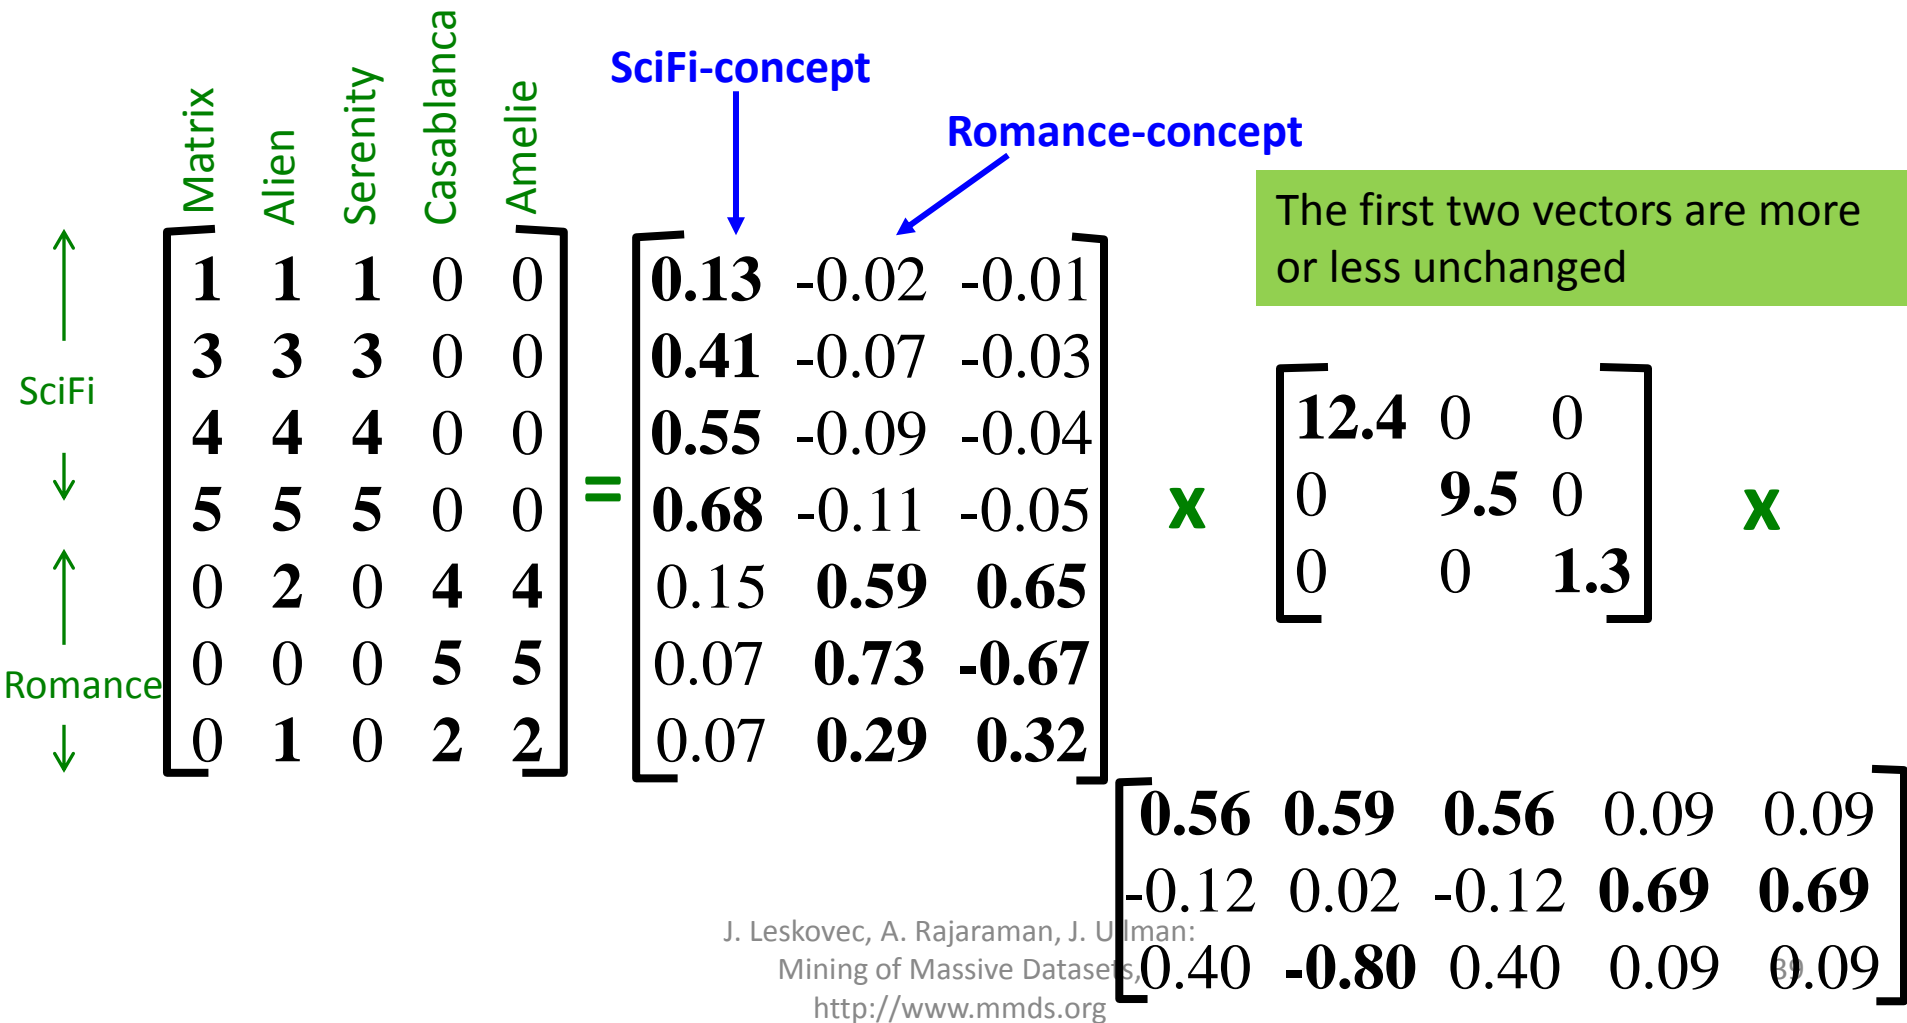 Matrix
Alien
Serenity
Casablanca
Amelie
SciFi-concept
Romance-concept
The first two vectors are more
or less unchanged
SciFi
Romance
1 1 1 0 0
3 3 3 0 0
4 4 4 0 0
5 5 5 0 0
0 2 0 4 4
0 0 0 5 5
0 1 0 2 2
=
0.13 -0.02 -0.01
0.41 -0.07 -0.03
0.55 -0.09 -0.04
0.68 -0.11 -0.05
0.15 0.59 0.65
0.07 0.73 -0.67
0.07 0.29 0.32
x
12.4 0 0
0 9.5 0
0 0 1.3
x
0.56 0.59 0.56 0.09 0.09
-0.12 0.02 -0.12 0.69 0.69
0.40 -0.80 0.40 0.09 0.09
J. Leskovec, A. Rajaraman, J. Ullman:
Mining of Massive Datasets,
http://www.mmds.org
39